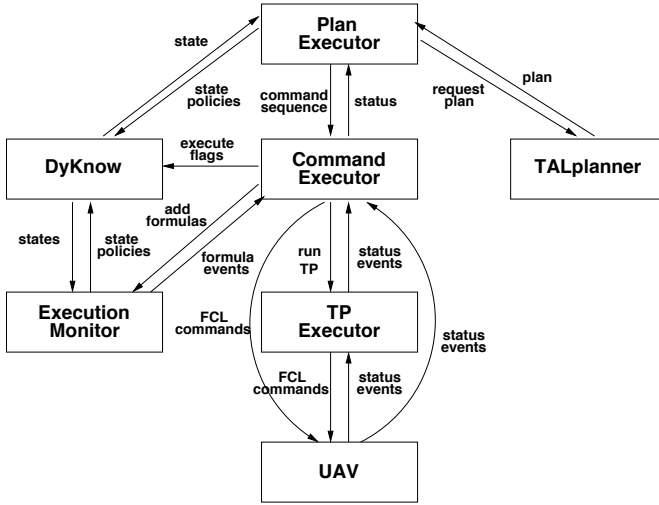 Plan
Executor
state
plan
state
policies
command
sequence
status
request
plan
DyKnow
execute
flags
Command
Executor
TALplanner
add
formulas
states
state
policies
formula
events
run
TP
status
events
Execution
Monitor
FCL
commands
TP
Executor
status
events
FCL
commands
status
events
UAV